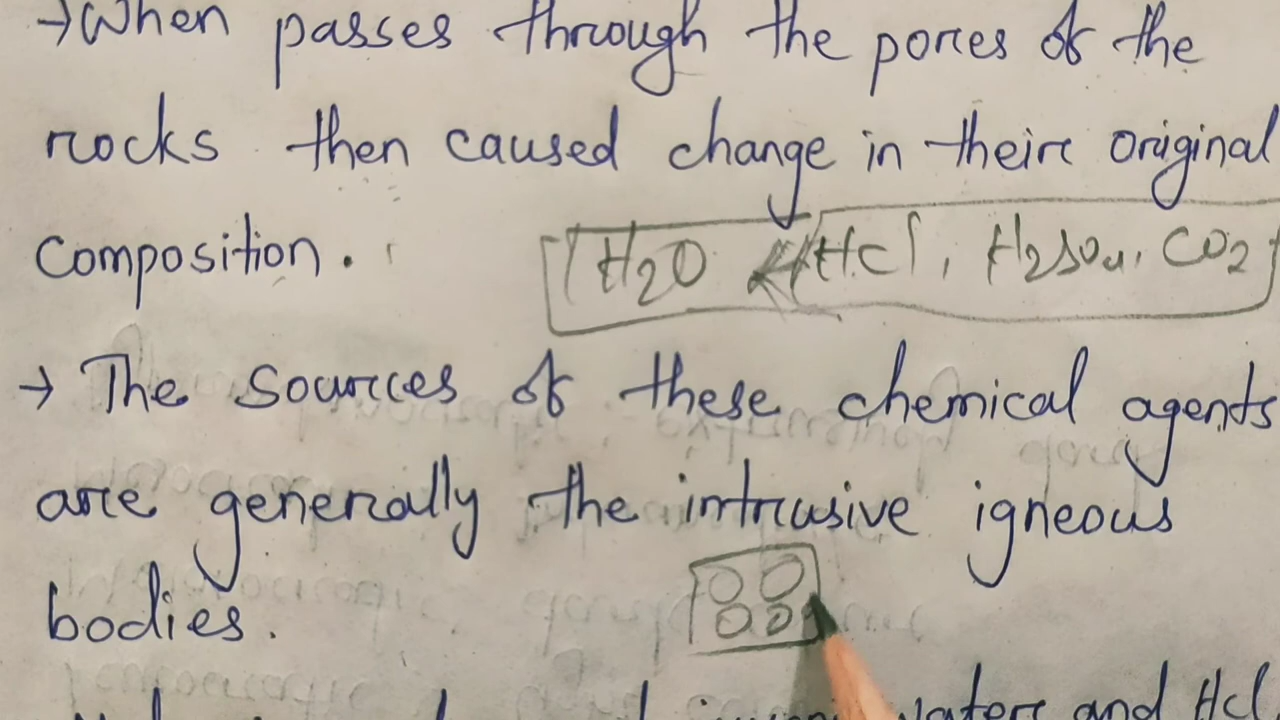 →When passes through the pores of the
rocks then caused change in their original
composition.
H2O HCl, H2SO4, CO2
→ The sources of these chemical agents
are generally the intrusive igneous
bodies.
and Hcl